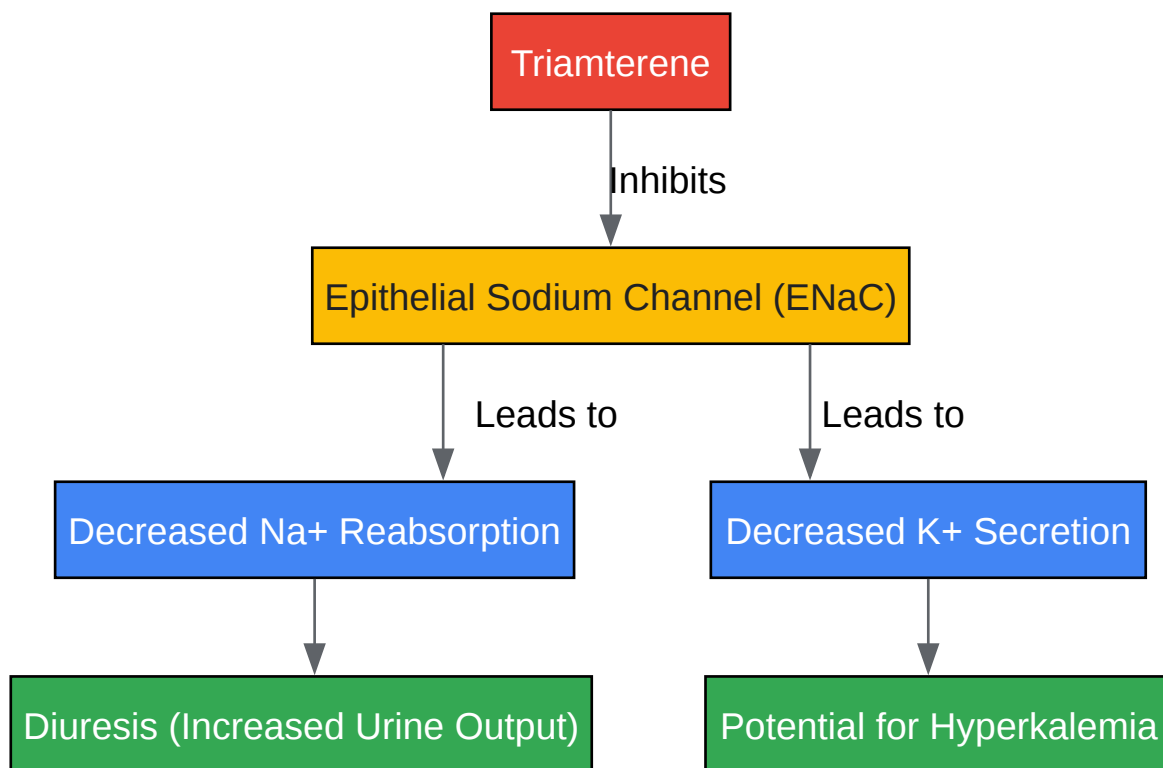 Triamterene
Inhibits
Epithelial Sodium Channel (ENaC)
Leads to
Leads to
Decreased Na+ Reabsorption
Decreased K+ Secretion
Diuresis (Increased Urine Output)
Potential for Hyperkalemia